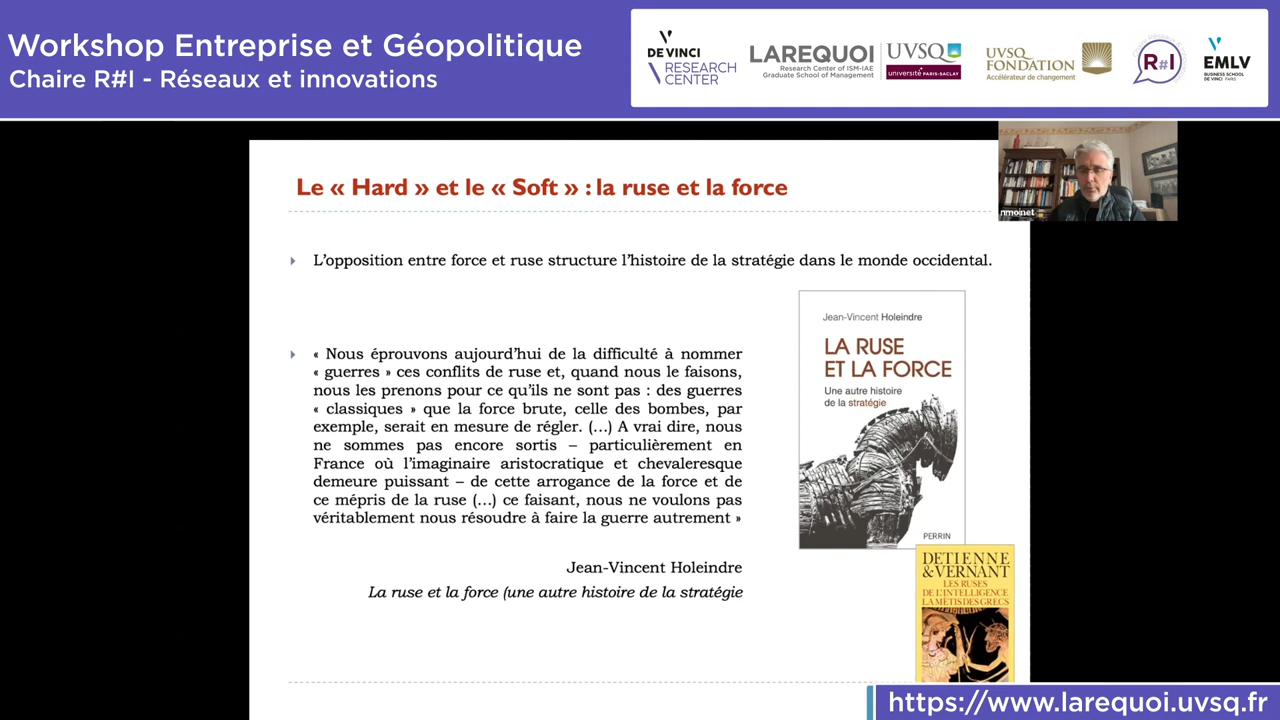 Workshop Entreprise et Géopolitique
Chaire R#I - Réseaux et innovations
DE VINCI
RESEARCH
CENTER
LAREQUOI
Research Center of ISM-IAE
Graduate School of Management
UVSQ
université PARIS-SACLAY
UVSQ
FONDATION
Accélérateur de changement
R#I
EMLV
BUSINESS SCHOOL
DE VINCI PARIS
nmoinet
Le « Hard » et le « Soft » : la ruse et la force
L’opposition entre force et ruse structure l’histoire de la stratégie dans le monde occidental.
« Nous éprouvons aujourd’hui de la difficulté à nommer
« guerres » ces conflits de ruse et, quand nous le faisons,
nous les prenons pour ce qu’ils ne sont pas : des guerres
« classiques » que la force brute, celle des bombes, par
exemple, serait en mesure de régler. (…) A vrai dire, nous
ne sommes pas encore sortis – particulièrement en
France où l’imaginaire aristocratique et chevaleresque
demeure puissant – de cette arrogance de la force et de
ce mépris de la ruse (…) ce faisant, nous ne voulons pas
véritablement nous résoudre à faire la guerre autrement »
Jean-Vincent Holeindre
La ruse et la force (une autre histoire de la stratégie
Jean-Vincent Holeindre
LA RUSE
ET LA FORCE
Une autre histoire
de la stratégie
PERRIN
DETIENNE
& VERNANT
LES RUSES
DE L'INTELLIGENCE
LA MÈTIS DES GRECS
https://www.larequoi.uvsq.fr